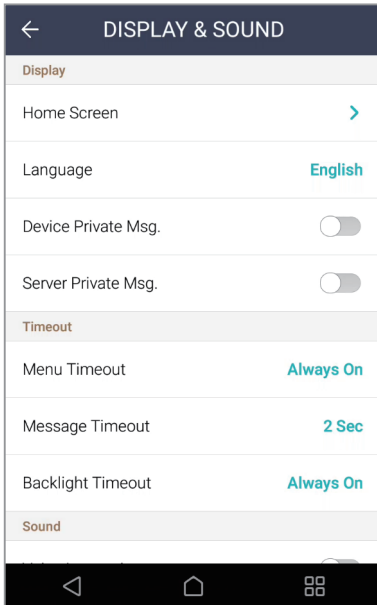 DISPLAY & SOUND
Display
Home Screen
Language English
Device Private Msg.
Server Private Msg.
Timeout
Menu Timeout Always On
Message Timeout 2 Sec
Backlight Timeout Always On
Sound